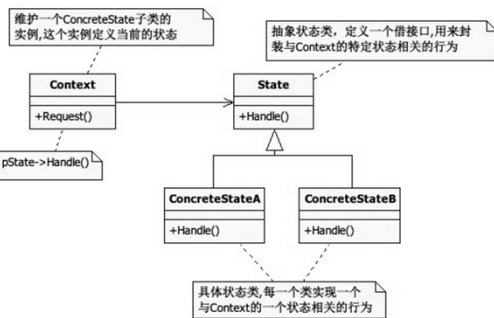 维护一个ConcreteState子类的
实例,这个实例定义当前的状态
抽象状态类，定义一个借接口,用来封
装与Context的特定状态相关的行为
Context
+Request()
State
+Handle()
pState->Handle()
ConcreteStateA
+Handle()
ConcreteStateB
+Handle()
具体状态类,每一个类实现一个
与Context的一个状态相关的行为